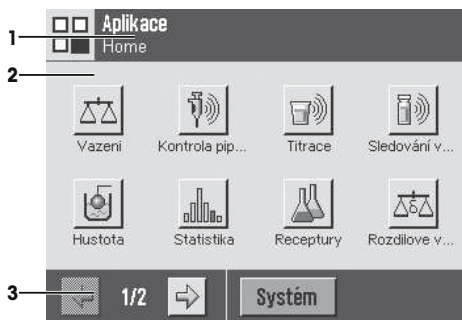 Aplikace
1
Home
2
Vazeni
Kontrola pip...
Titrace
Sledování v...
Hustota
Statistika
Receptury
Rozdilove v...
3
1/2
Systém